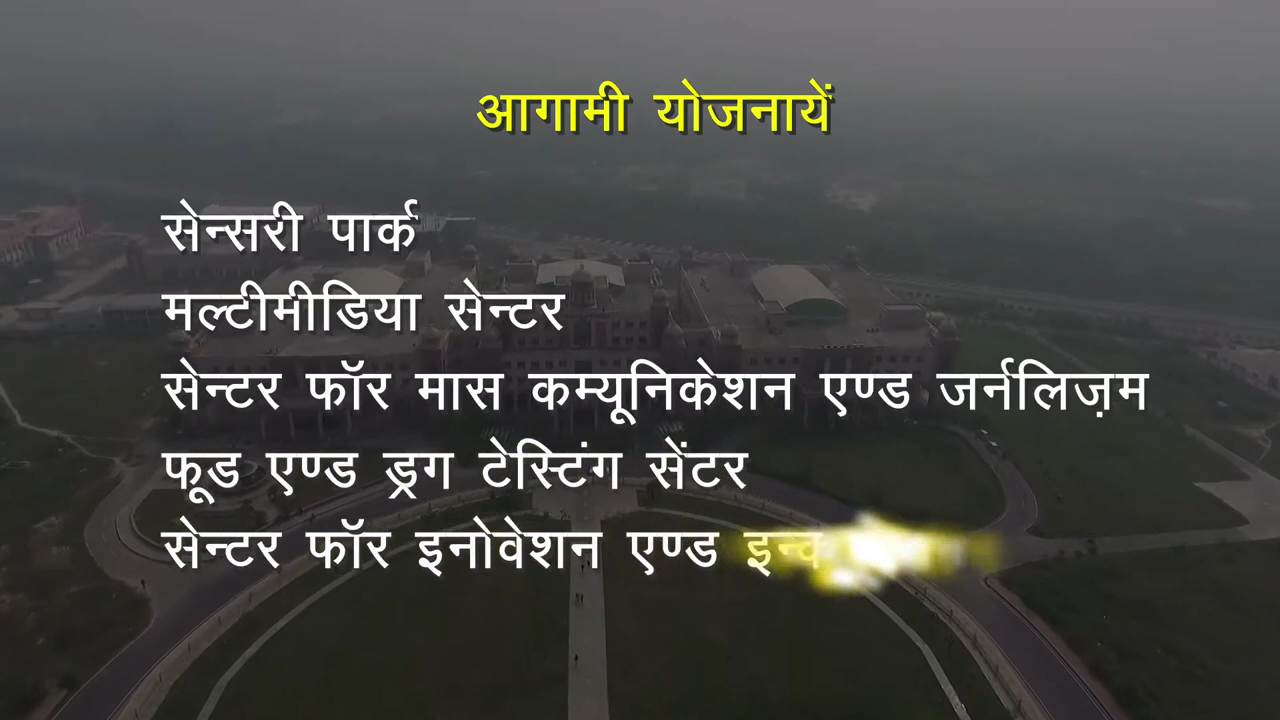 आगामी योजनायें
सेन्सरी पार्क
मल्टीमीडिया सेन्टर
सेन्टर फॉर मास कम्यूनिकेशन एण्ड जर्नलिज़म
फूड एण्ड ड्रग टेस्टिंग सेंटर
सेन्टर फॉर इनोवेशन एण्ड